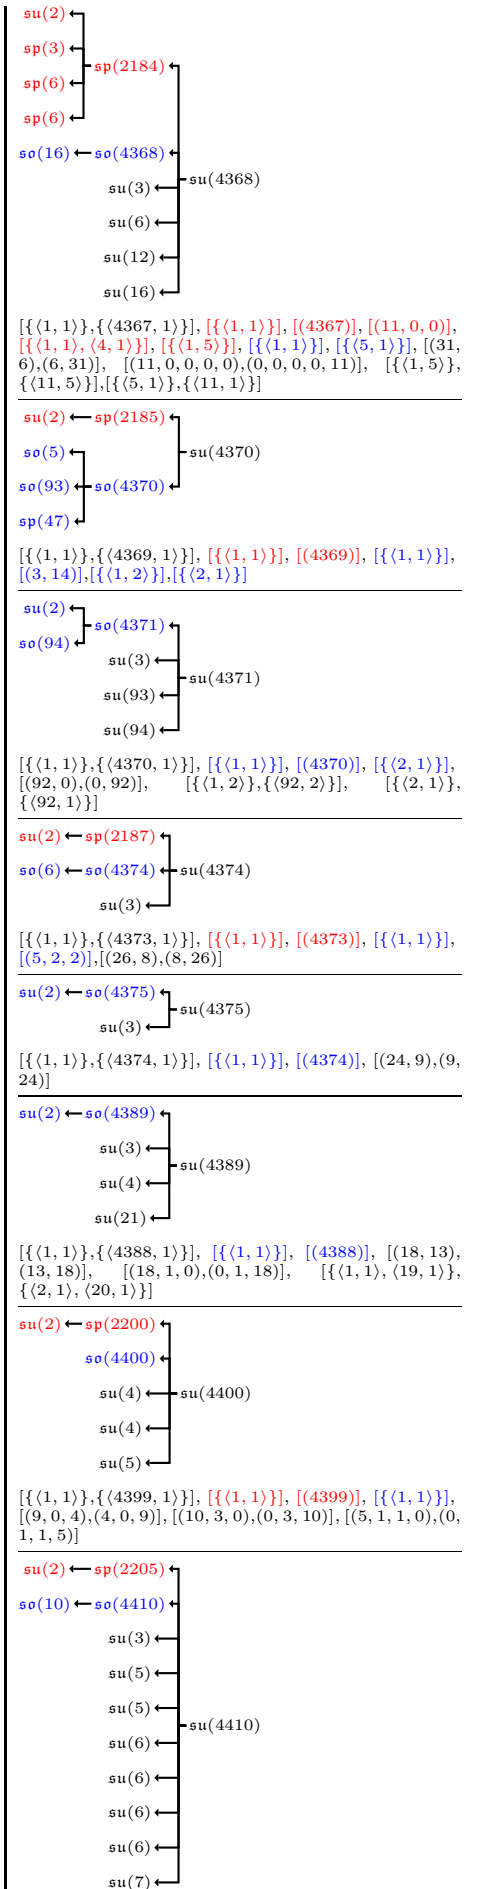 𝔰𝔲(2)
𝔰𝔭(3)
𝔰𝔭(2184)
𝔰𝔭(6)
𝔰𝔭(6)
𝔰𝔬(16) 𝔰𝔬(4368)
𝔰𝔲(4368)
𝔰𝔲(3)
𝔰𝔲(6)
𝔰𝔲(12)
𝔰𝔲(16)
[{⟨1, 1⟩},{⟨4367, 1⟩}], [{⟨1, 1⟩}], [(4367)], [(11, 0, 0)],
[{⟨1, 1⟩, ⟨4, 1⟩}], [{⟨1, 5⟩}], [{⟨1, 1⟩}], [{⟨5, 1⟩}], [(31,
6),(6, 31)], [(11, 0, 0, 0, 0),(0, 0, 0, 0, 11)], [{⟨1, 5⟩},
{⟨11, 5⟩}],[{⟨5, 1⟩},{⟨11, 1⟩}]
𝔰𝔲(2) 𝔰𝔭(2185)
𝔰𝔬(5)
𝔰𝔲(4370)
𝔰𝔬(93) 𝔰𝔬(4370)
𝔰𝔭(47)
[{⟨1, 1⟩},{⟨4369, 1⟩}], [{⟨1, 1⟩}], [(4369)], [{⟨1, 1⟩}],
[(3, 14)],[{⟨1, 2⟩}],[{⟨2, 1⟩}]
𝔰𝔲(2)
𝔰𝔬(4371)
𝔰𝔬(94)
𝔰𝔲(3)
𝔰𝔲(4371)
𝔰𝔲(93)
𝔰𝔲(94)
[{⟨1, 1⟩},{⟨4370, 1⟩}], [{⟨1, 1⟩}], [(4370)], [{⟨2, 1⟩}],
[(92, 0),(0, 92)], [{⟨1, 2⟩},{⟨92, 2⟩}], [{⟨2, 1⟩},
{⟨92, 1⟩}]
𝔰𝔲(2) 𝔰𝔭(2187)
𝔰𝔬(6) 𝔰𝔬(4374) 𝔰𝔲(4374)
𝔰𝔲(3)
[{⟨1, 1⟩},{⟨4373, 1⟩}], [{⟨1, 1⟩}], [(4373)], [{⟨1, 1⟩}],
[(5, 2, 2)],[(26, 8),(8, 26)]
𝔰𝔲(2) 𝔰𝔬(4375)
𝔰𝔲(4375)
𝔰𝔲(3)
[{⟨1, 1⟩},{⟨4374, 1⟩}], [{⟨1, 1⟩}], [(4374)], [(24, 9),(9,
24)]
𝔰𝔲(2) 𝔰𝔬(4389)
𝔰𝔲(3)
𝔰𝔲(4389)
𝔰𝔲(4)
𝔰𝔲(21)
[{⟨1, 1⟩},{⟨4388, 1⟩}], [{⟨1, 1⟩}], [(4388)], [(18, 13),
(13, 18)], [(18, 1, 0),(0, 1, 18)], [{⟨1, 1⟩, ⟨19, 1⟩},
{⟨2, 1⟩, ⟨20, 1⟩}]
𝔰𝔲(2) 𝔰𝔭(2200)
𝔰𝔬(4400)
𝔰𝔲(4) 𝔰𝔲(4400)
𝔰𝔲(4)
𝔰𝔲(5)
[{⟨1, 1⟩},{⟨4399, 1⟩}], [{⟨1, 1⟩}], [(4399)], [{⟨1, 1⟩}],
[(9, 0, 4),(4, 0, 9)], [(10, 3, 0),(0, 3, 10)], [(5, 1, 1, 0),(0,
1, 1, 5)]
𝔰𝔲(2) 𝔰𝔭(2205)
𝔰𝔬(10) 𝔰𝔬(4410)
𝔰𝔲(3)
𝔰𝔲(5)
𝔰𝔲(5)
𝔰𝔲(4410)
𝔰𝔲(6)
𝔰𝔲(6)
𝔰𝔲(6)
𝔰𝔲(6)
𝔰𝔲(7)